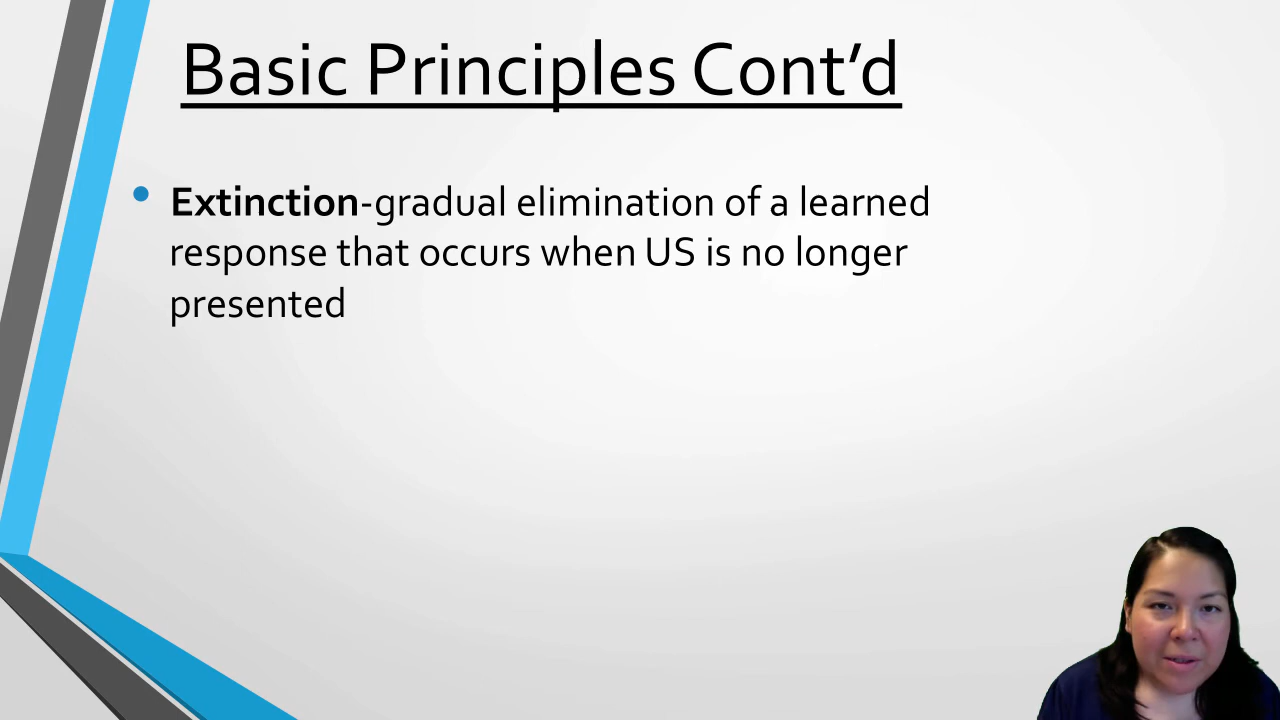 Basic Principles Cont’d
• Extinction-gradual elimination of a learned
response that occurs when US is no longer
presented